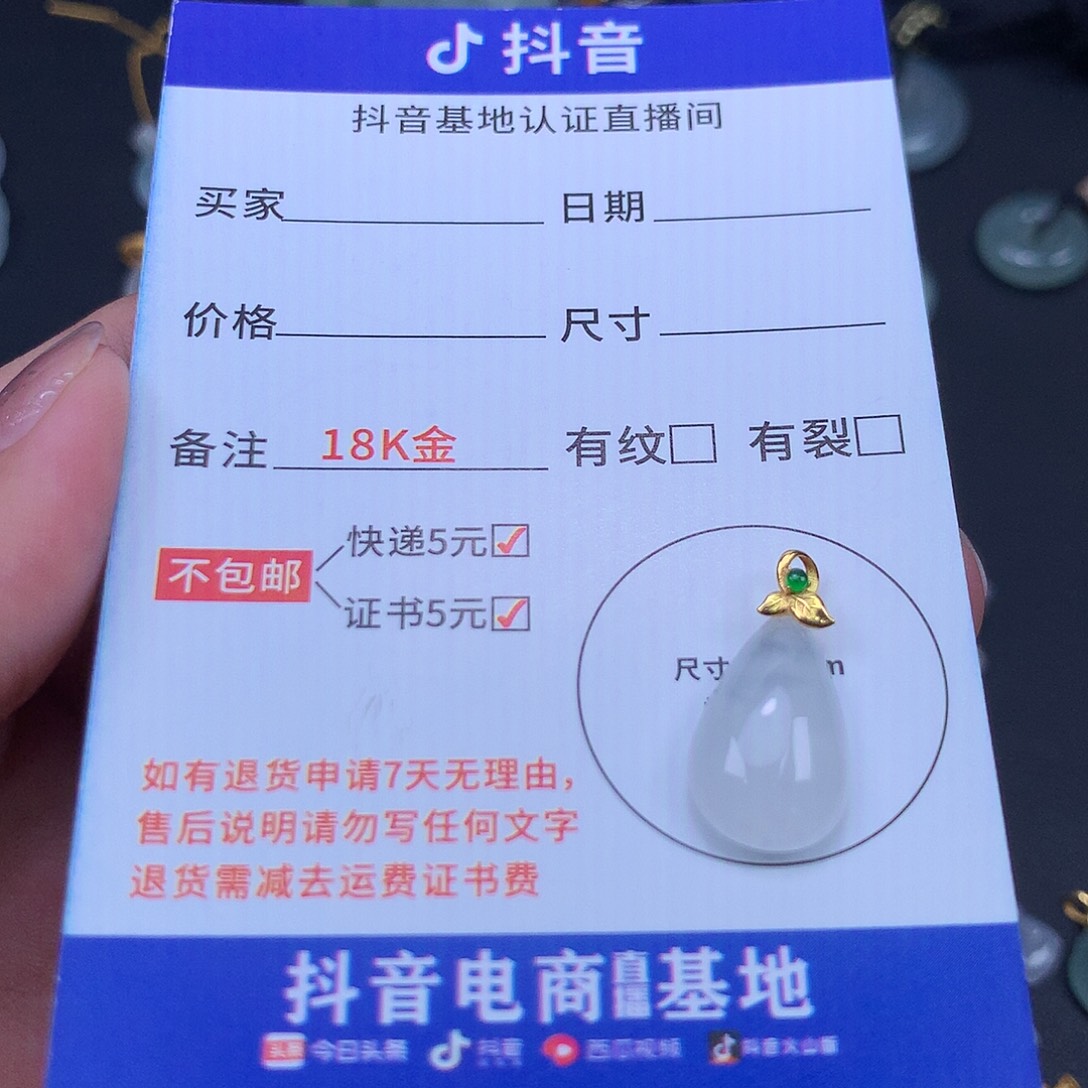 抖音
抖音基地认证直播间
买家 日期
价格 尺寸
备注 18K金 有纹 有裂
不包邮
快递5元
证书5元
尺寸 m
如有退货申请7天无理由,
售后说明请勿写任何文字
退货需减去运费证书费
抖音电商直播基地
头条 今日头条 抖音 西瓜视频 抖音火山版